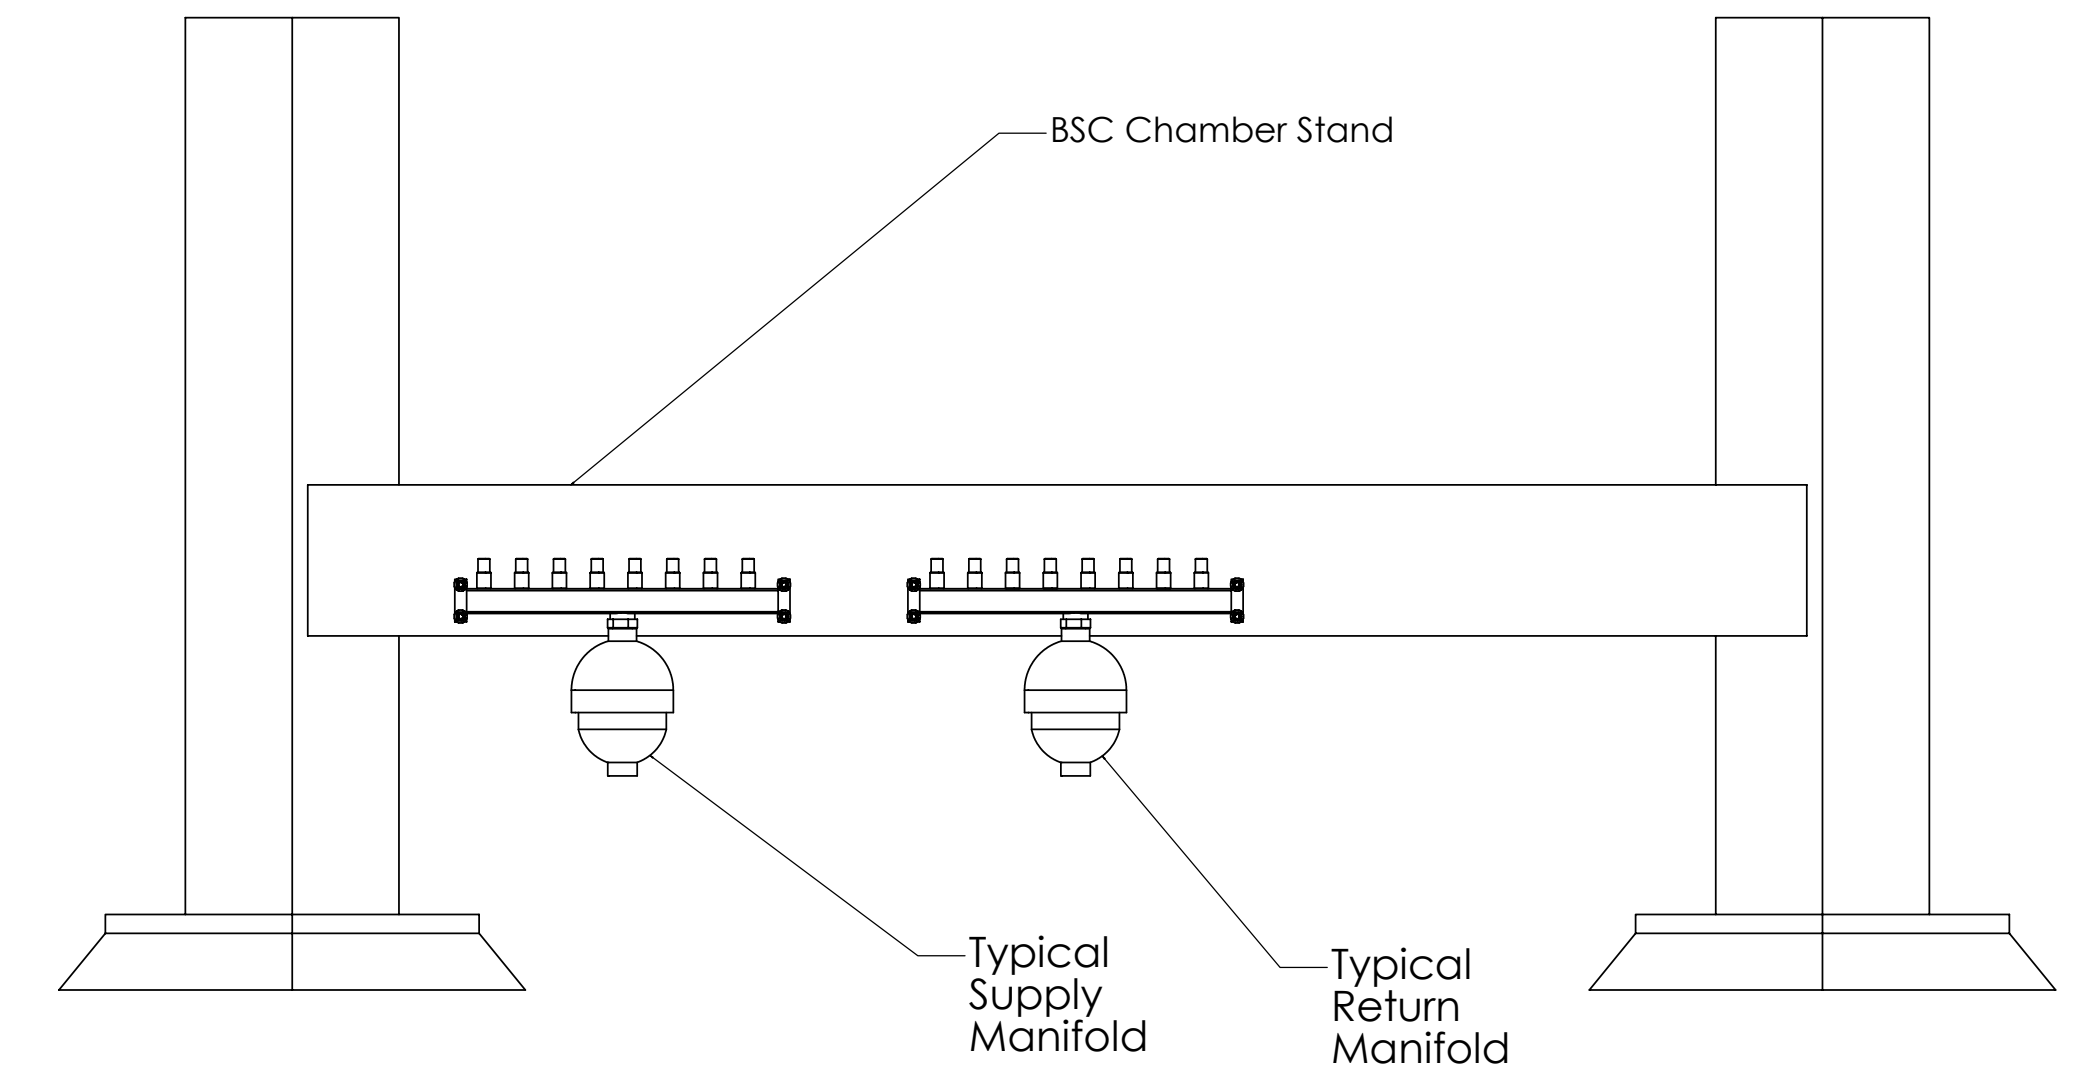 BSC Chamber Stand
Typical
Supply
Manifold
Typical
Return
Manifold